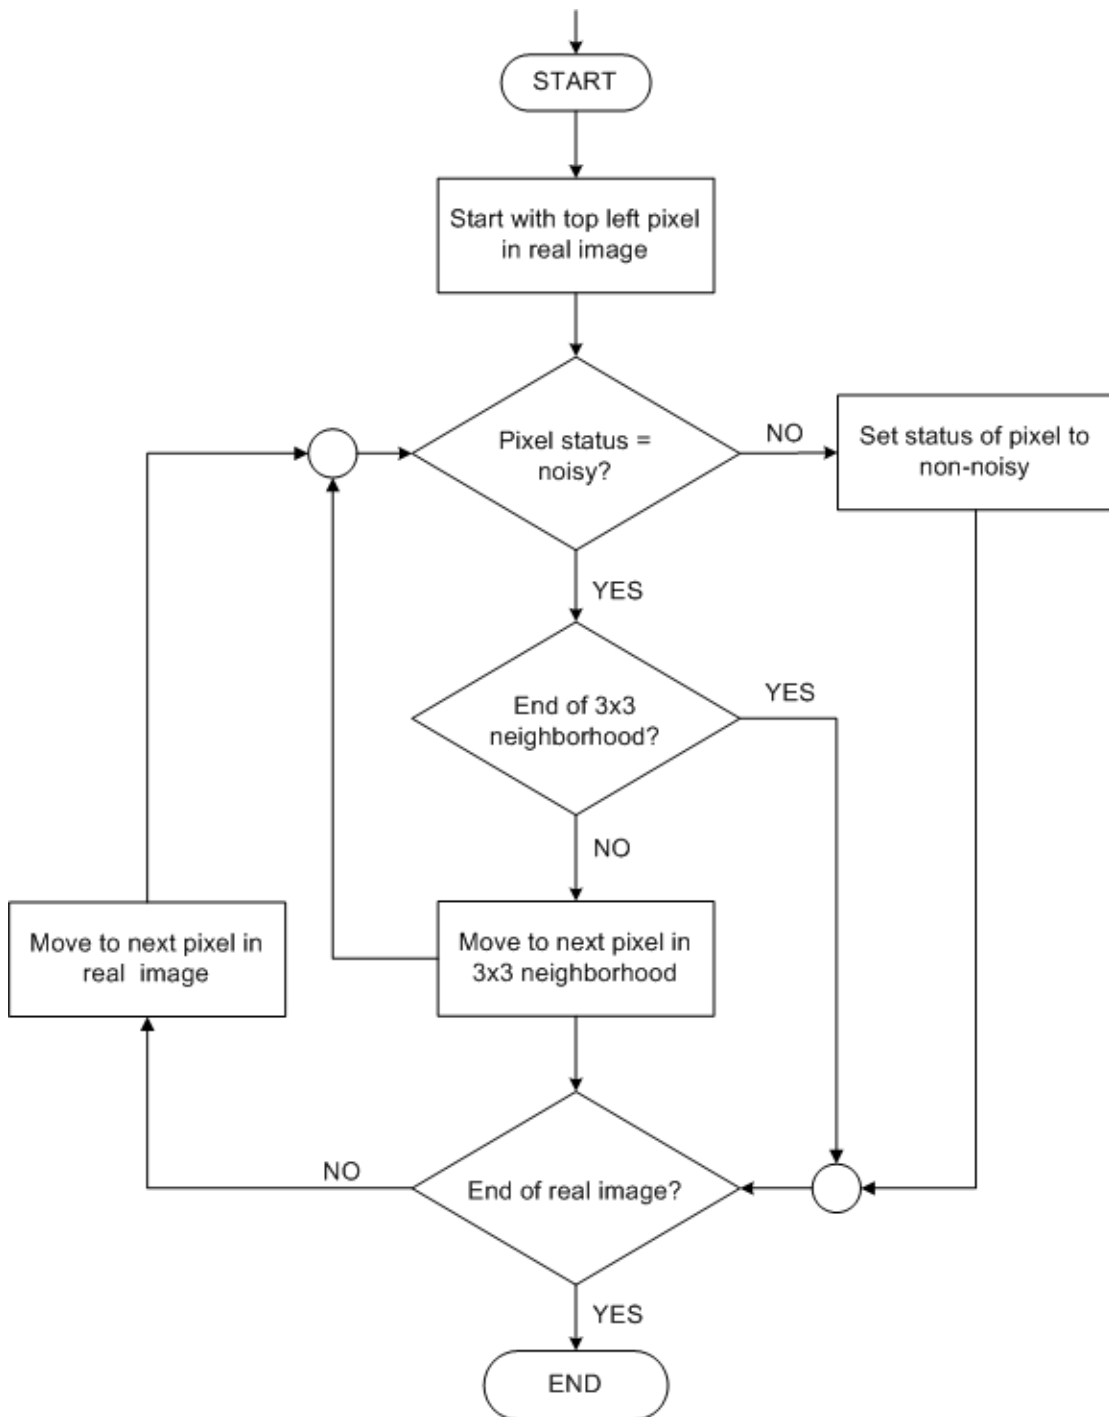 START
Start with top left pixel
in real image
Pixel status =
noisy?
NO
Set status of pixel to
non-noisy
YES
End of 3x3
neighborhood?
YES
NO
Move to next pixel in
real image
Move to next pixel in
3x3 neighborhood
NO
End of real image?
YES
END